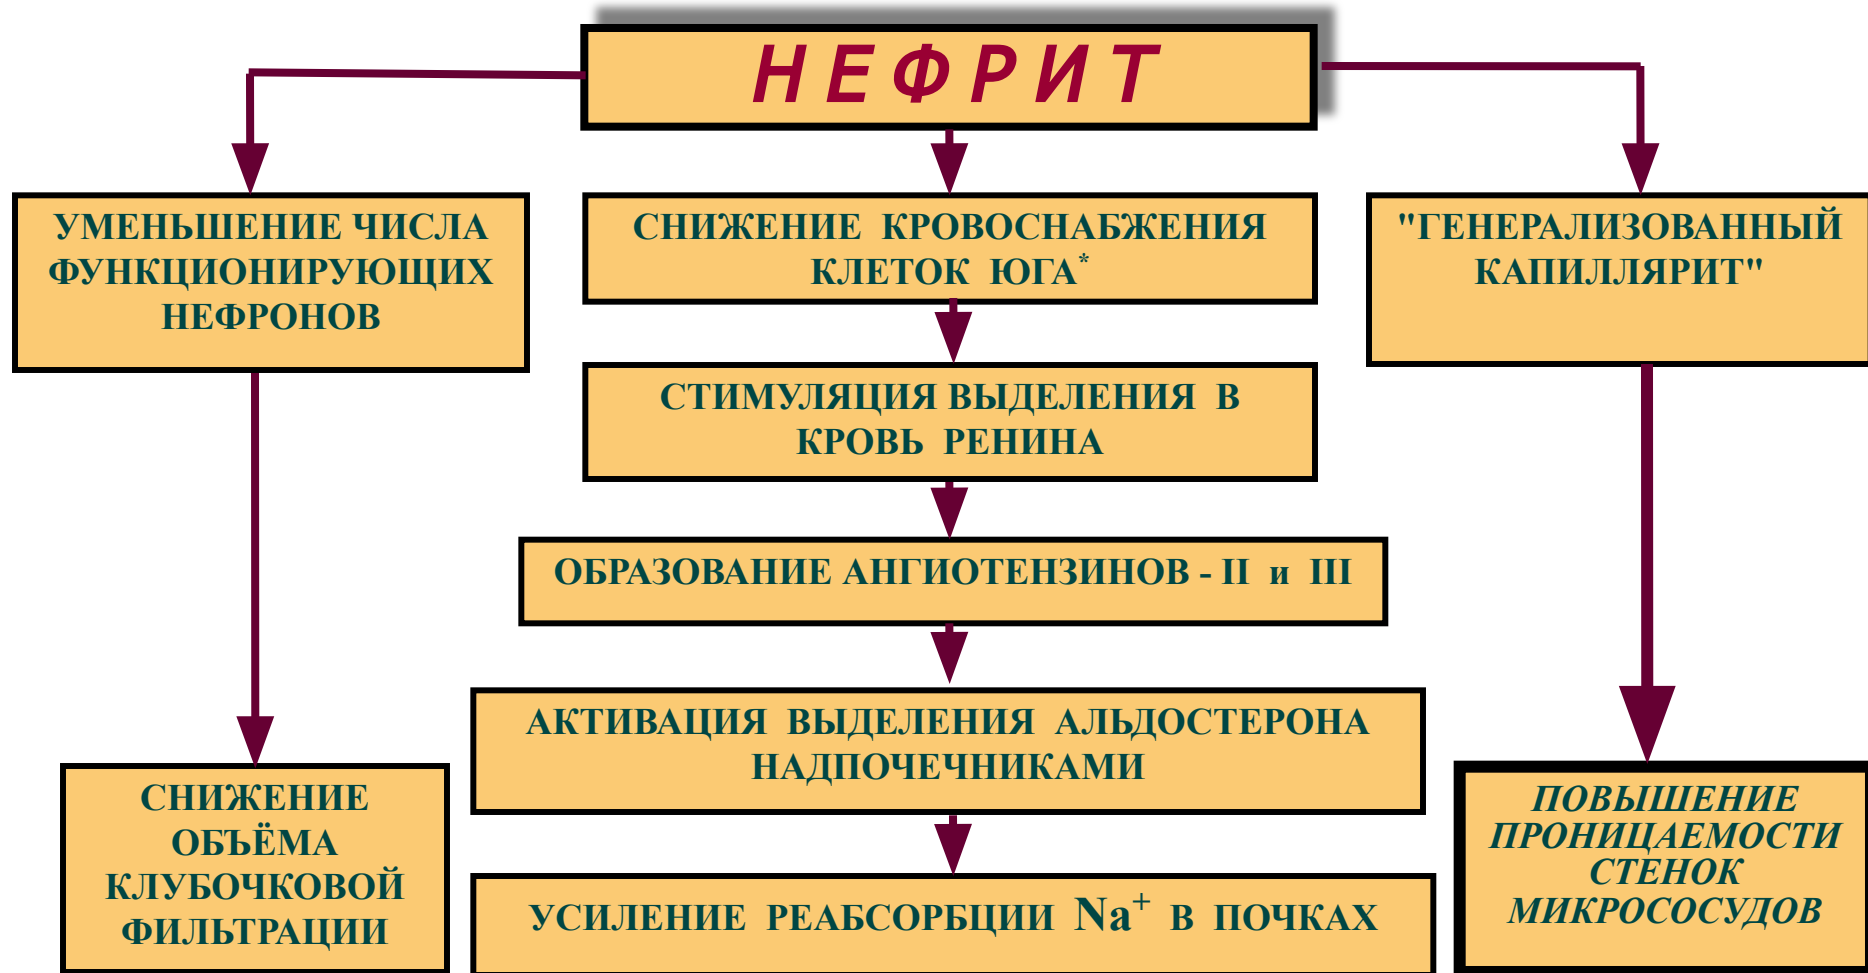 НЕФРИТ
УМЕНЬШЕНИЕ ЧИСЛА
ФУНКЦИОНИРУЮЩИХ
НЕФРОНОВ
СНИЖЕНИЕ КРОВОСНАБЖЕНИЯ
КЛЕТОК ЮГА*
"ГЕНЕРАЛИЗОВАННЫЙ
КАПИЛЛЯРИТ"
СТИМУЛЯЦИЯ ВЫДЕЛЕНИЯ В
КРОВЬ РЕНИНА
ОБРАЗОВАНИЕ АНГИОТЕНЗИНОВ - II и III
АКТИВАЦИЯ ВЫДЕЛЕНИЯ АЛЬДОСТЕРОНА
НАДПОЧЕЧНИКАМИ
СНИЖЕНИЕ
ОБЪЁМА
КЛУБОЧКОВОЙ
ФИЛЬТРАЦИИ
УСИЛЕНИЕ РЕАБСОРБЦИИ Na⁺ В ПОЧКАХ
ПОВЫШЕНИЕ
ПРОНИЦАЕМОСТИ
СТЕНОК
МИКРОСОСУДОВ